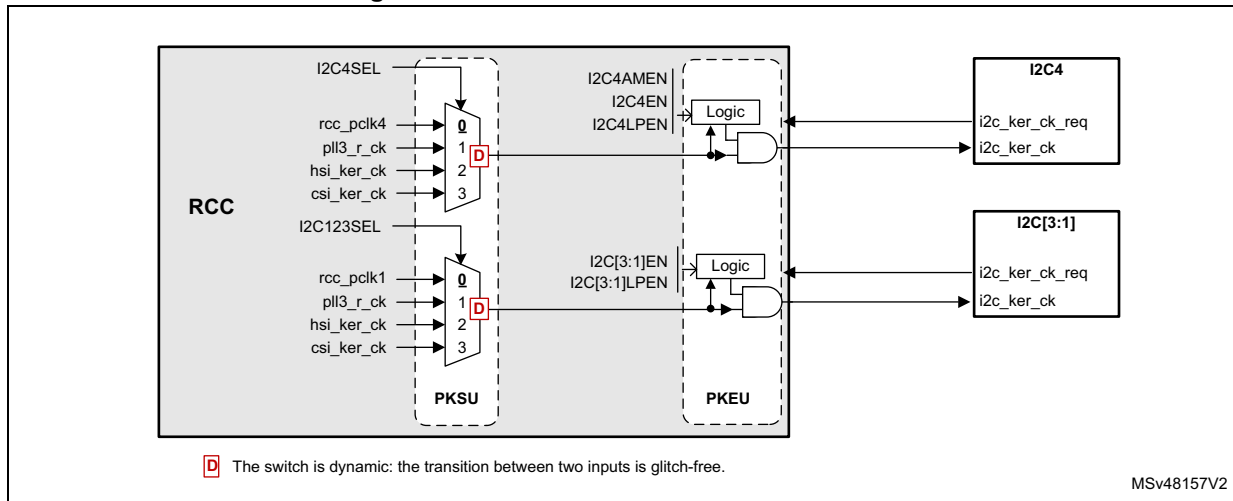 RCC
I2C4SEL
rcc_pclk4
pll3_r_ck
hsi_ker_ck
csi_ker_ck
0
1
2
3
D
I2C123SEL
rcc_pclk1
pll3_r_ck
hsi_ker_ck
csi_ker_ck
0
1
2
3
D
PKSU
I2C4AMEN
I2C4EN
I2C4LPEN
Logic
I2C[3:1]EN
I2C[3:1]LPEN
Logic
PKEU
I2C4
i2c_ker_ck_req
i2c_ker_ck
I2C[3:1]
i2c_ker_ck_req
i2c_ker_ck
D The switch is dynamic: the transition between two inputs is glitch-free.
MSv48157V2